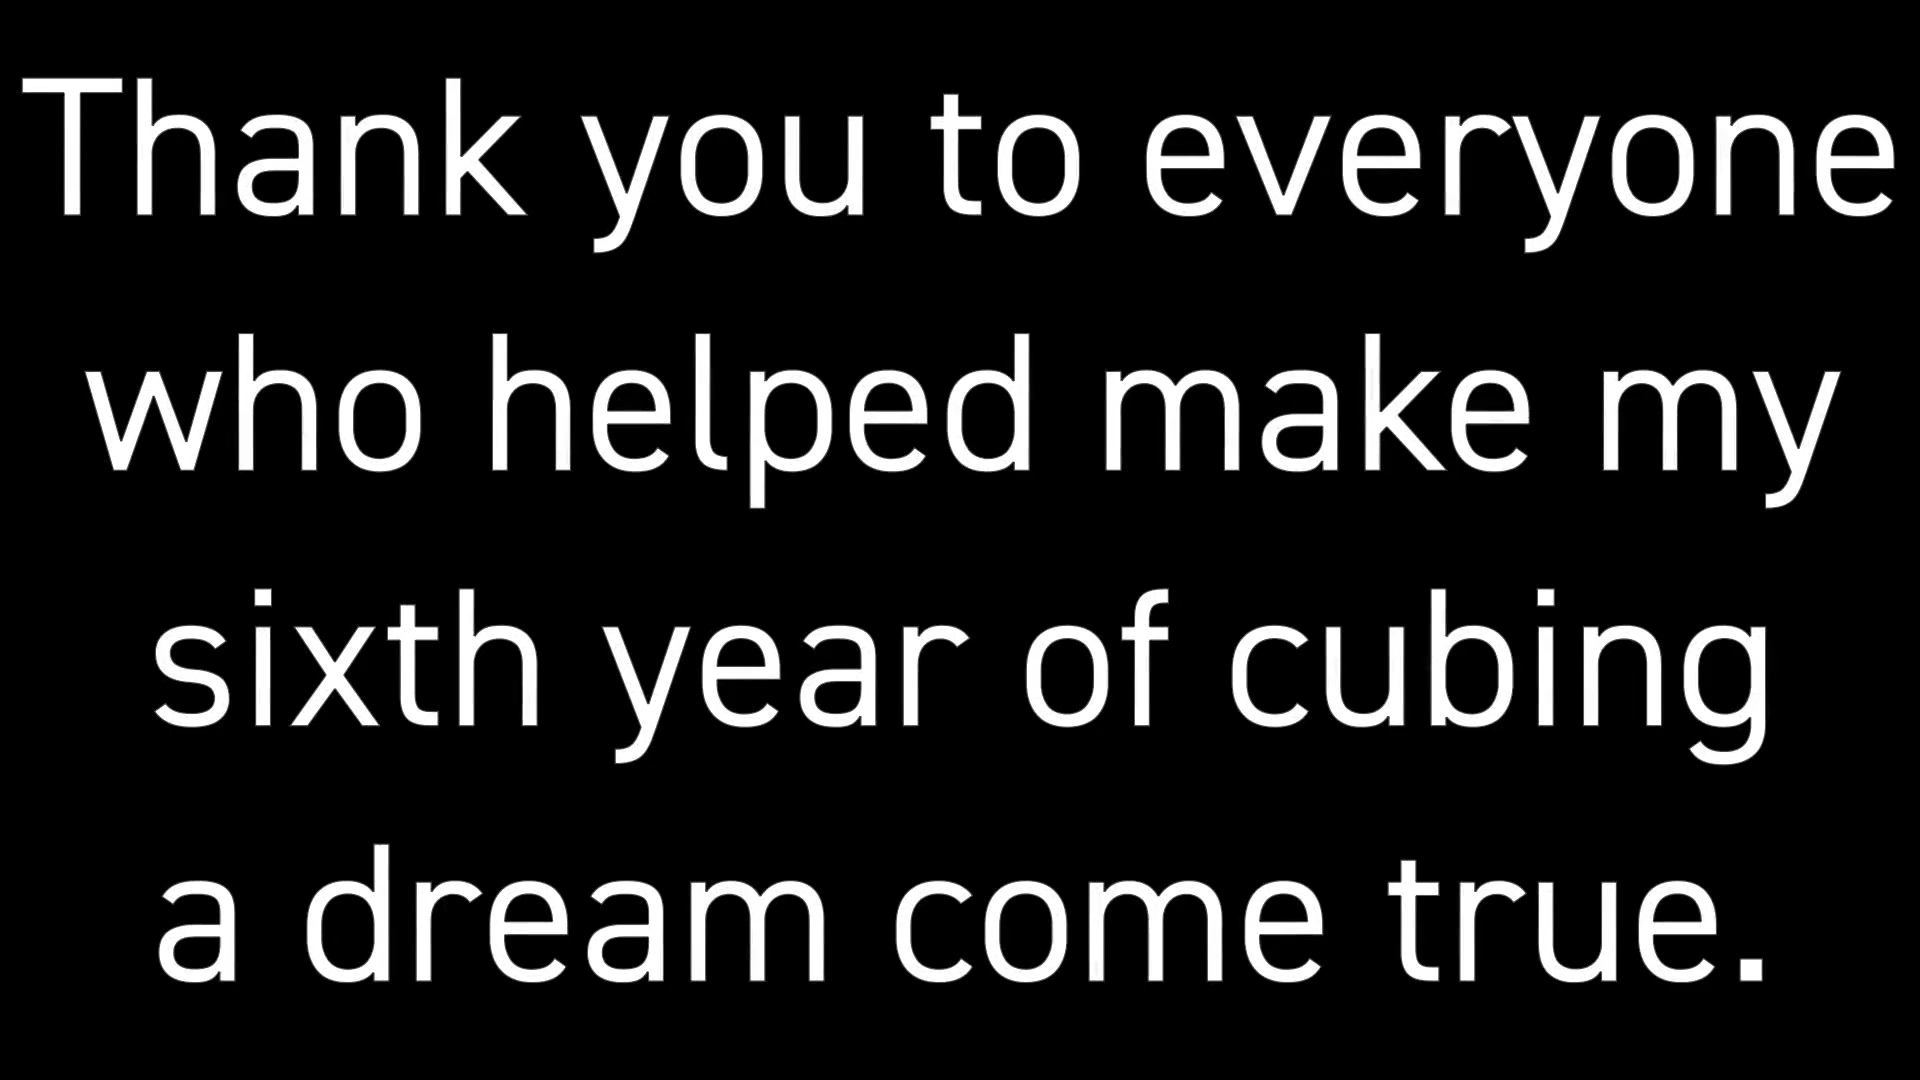 Thank you to everyone
who helped make my
sixth year of cubing
a dream come true.